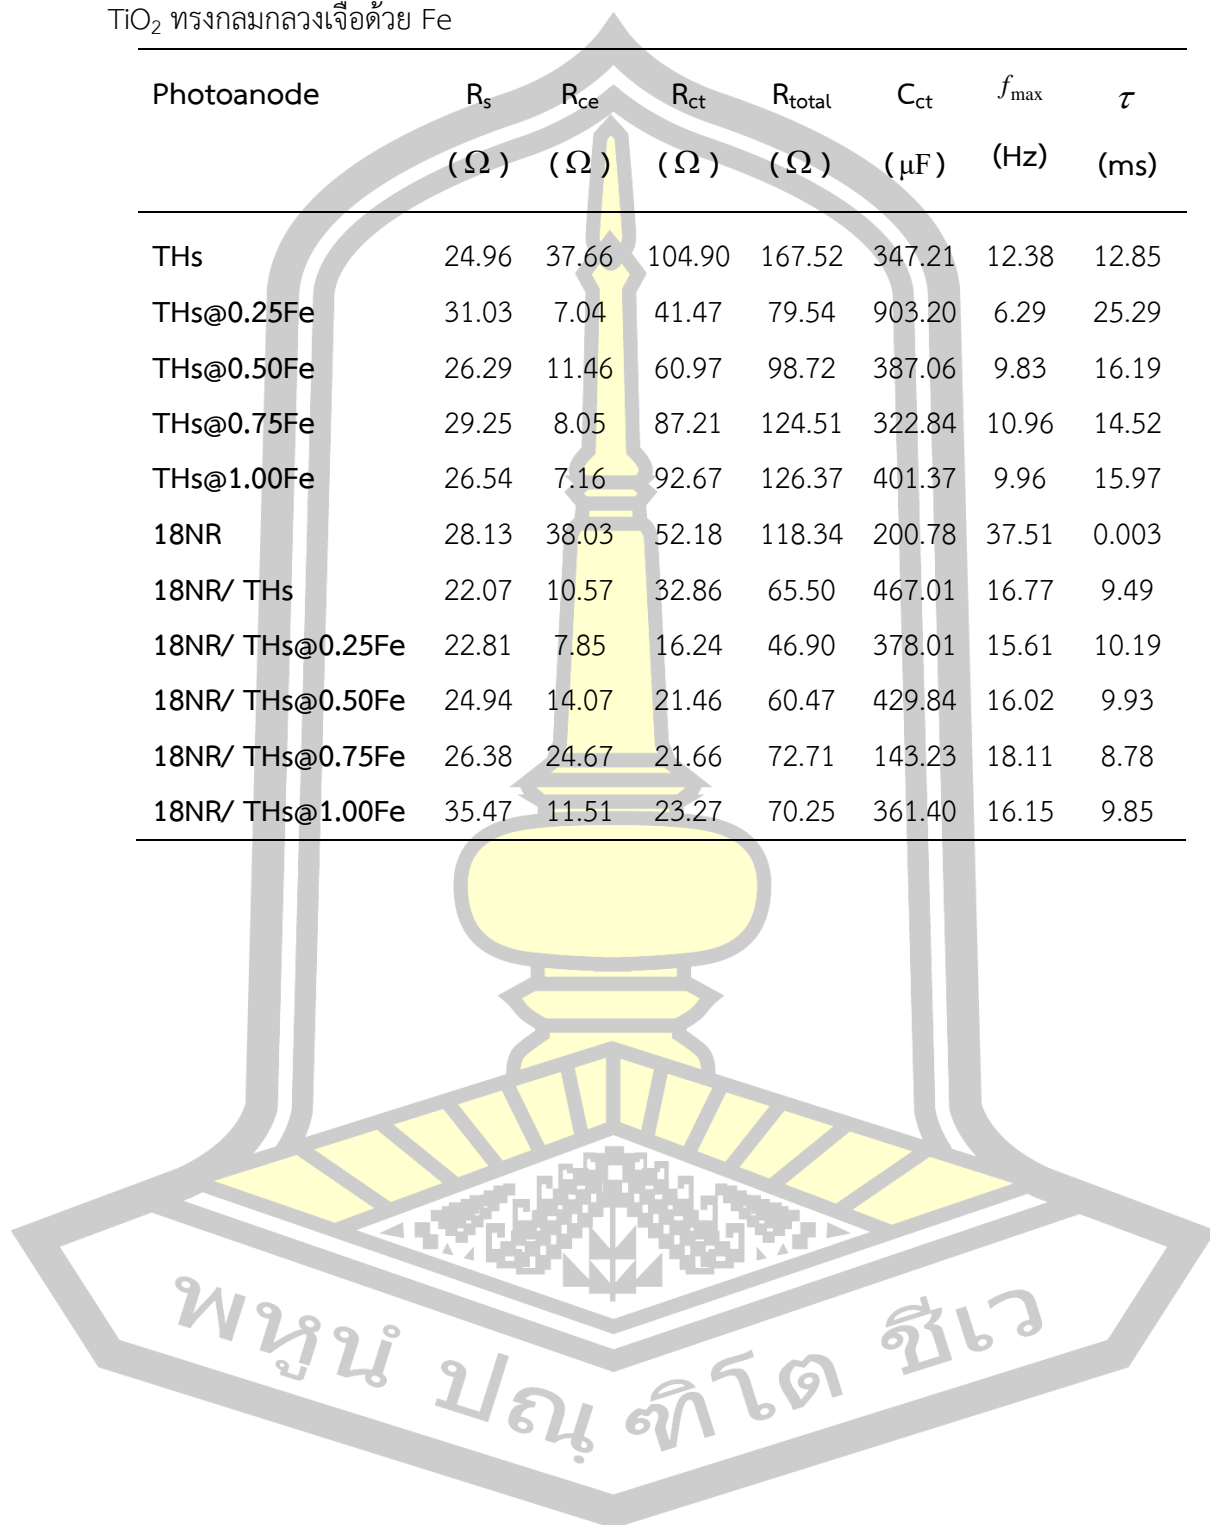 TiO₂ ทรงกลมกลวงเจือด้วย Fe
Photoanode Rs Rce Rct Rtotal Cct fmax τ
(Ω) (Ω) (Ω) (Ω) (μF) (Hz) (ms)
THs 24.96 37.66 104.90 167.52 347.21 12.38 12.85
THs@0.25Fe 31.03 7.04 41.47 79.54 903.20 6.29 25.29
THs@0.50Fe 26.29 11.46 60.97 98.72 387.06 9.83 16.19
THs@0.75Fe 29.25 8.05 87.21 124.51 322.84 10.96 14.52
THs@1.00Fe 26.54 7.16 92.67 126.37 401.37 9.96 15.97
18NR 28.13 38.03 52.18 118.34 200.78 37.51 0.003
18NR/ THs 22.07 10.57 32.86 65.50 467.01 16.77 9.49
18NR/ THs@0.25Fe 22.81 7.85 16.24 46.90 378.01 15.61 10.19
18NR/ THs@0.50Fe 24.94 14.07 21.46 60.47 429.84 16.02 9.93
18NR/ THs@0.75Fe 26.38 24.67 21.66 72.71 143.23 18.11 8.78
18NR/ THs@1.00Fe 35.47 11.51 23.27 70.25 361.40 16.15 9.85
พหูนํ ปณฺฑิโต ชีเว